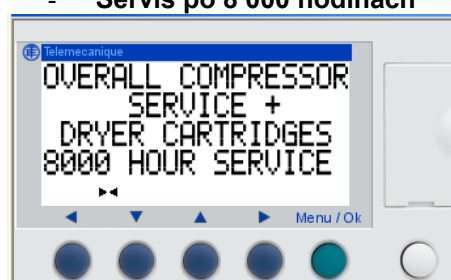 - Servis po 8 000 hodinách
Telemecanique
OVERALL COMPRESSOR
SERVICE +
DRYER CARTRIDGES
8000 HOUR SERVICE
Menu / Ok